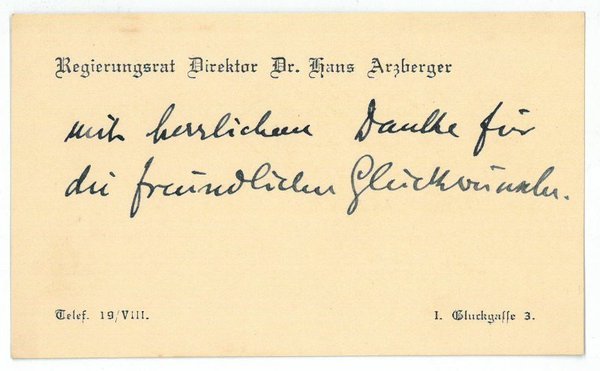 Regierungsrat Direktor Dr. Hans Arzberger
mit herzlichem Danke für
die freundlichen Glückwünsche.
Telef. 19/VIII.
I. Gluckgasse 3.